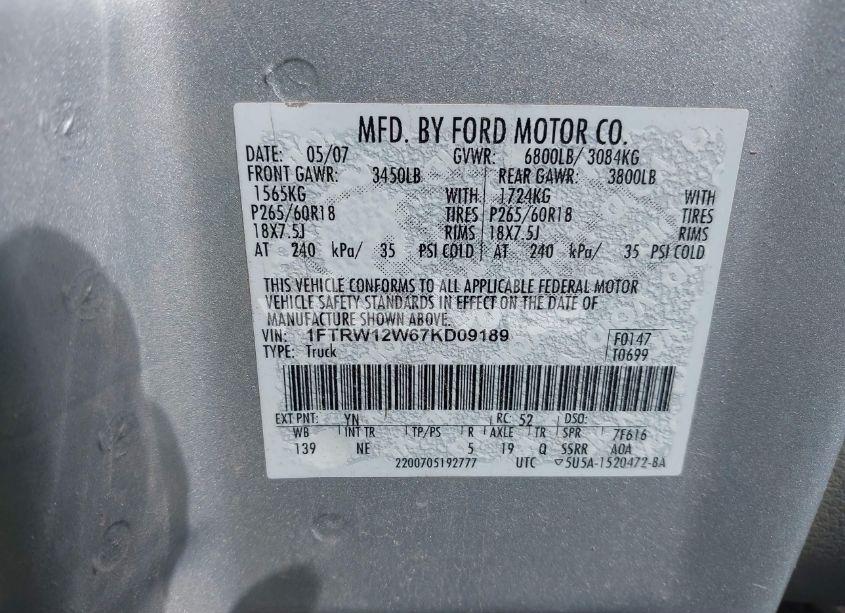 MFD. BY FORD MOTOR CO.
DATE: 05/07 GVWR: 6800LB/ 3084KG
FRONT GAWR: 3450LB REAR GAWR: 3800LB
1565KG WITH 1724KG WITH
P265/60R18 TIRES P265/60R18 TIRES
18X7.5J RIMS 18X7.5J RIMS
AT 240 kPa/ 35 PSI COLD AT 240 kPa/ 35 PSI COLD
THIS VEHICLE CONFORMS TO ALL APPLICABLE FEDERAL MOTOR
VEHICLE SAFETY STANDARDS IN EFFECT ON THE DATE OF
MANUFACTURE SHOWN ABOVE.
VIN: 1FTRW12W67KD09189 F0147
TYPE: Truck T0699
EXT PNT: YN RC: 52 DSO:
WB INT TR TP/PS R AXLE TR SPR 7F616
139 NE 5 19 Q SSRR A0A
2200705192777 UTC ▽5U5A-1520472-BA